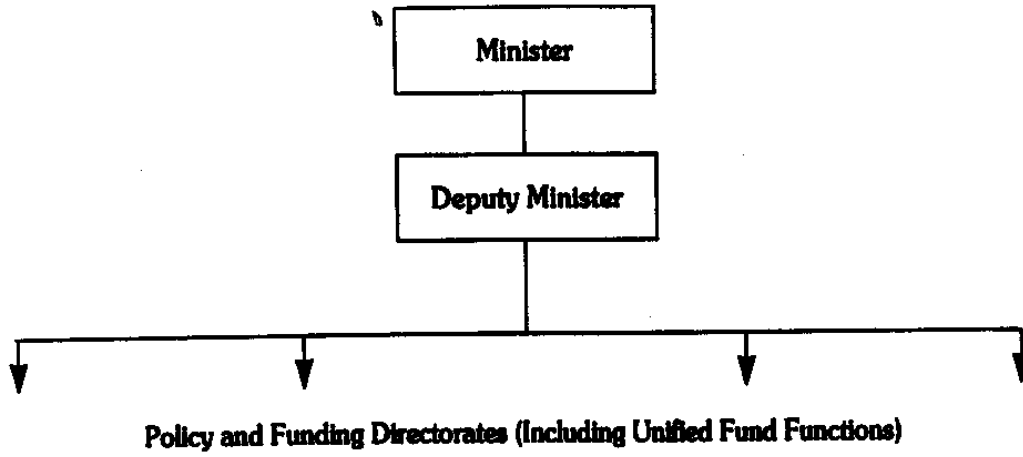 Minister
Deputy Minister
Policy and Funding Directorates (Including Unified Fund Functions)